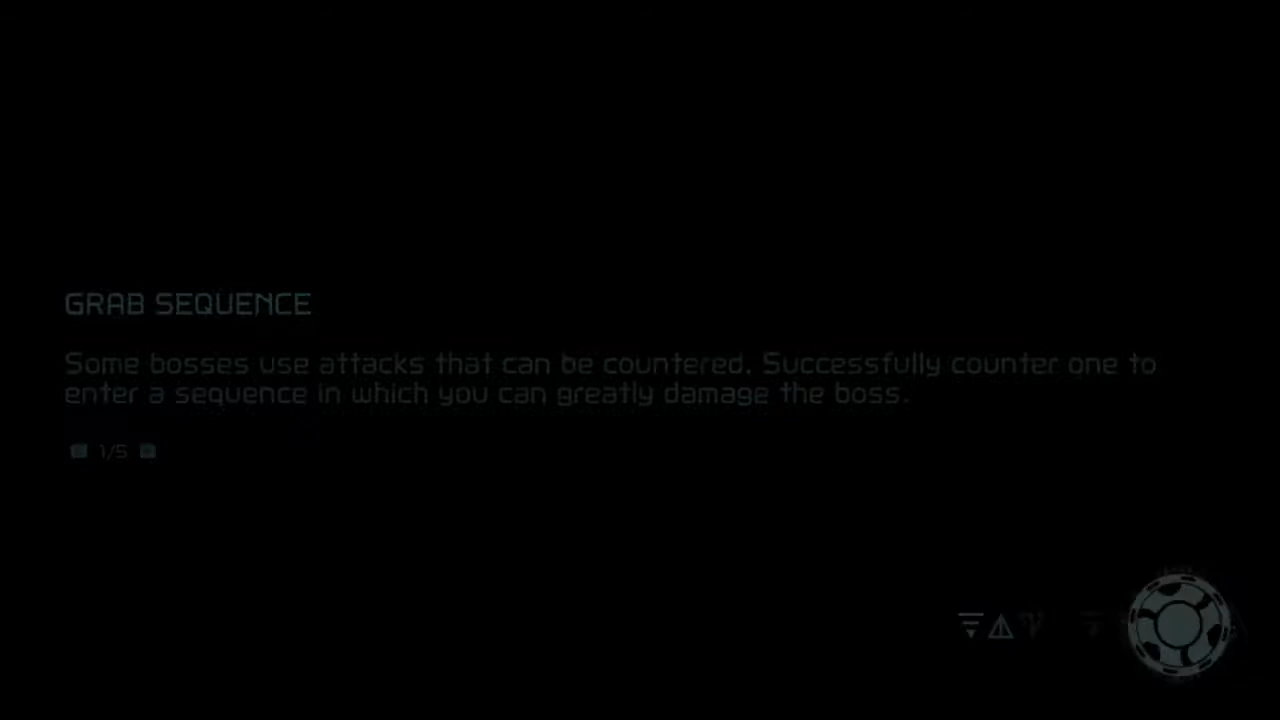 GRAB SEQUENCE
Some bosses use attacks that can be countered. Successfully counter one to
enter a sequence in which you can greatly damage the boss.
1/5